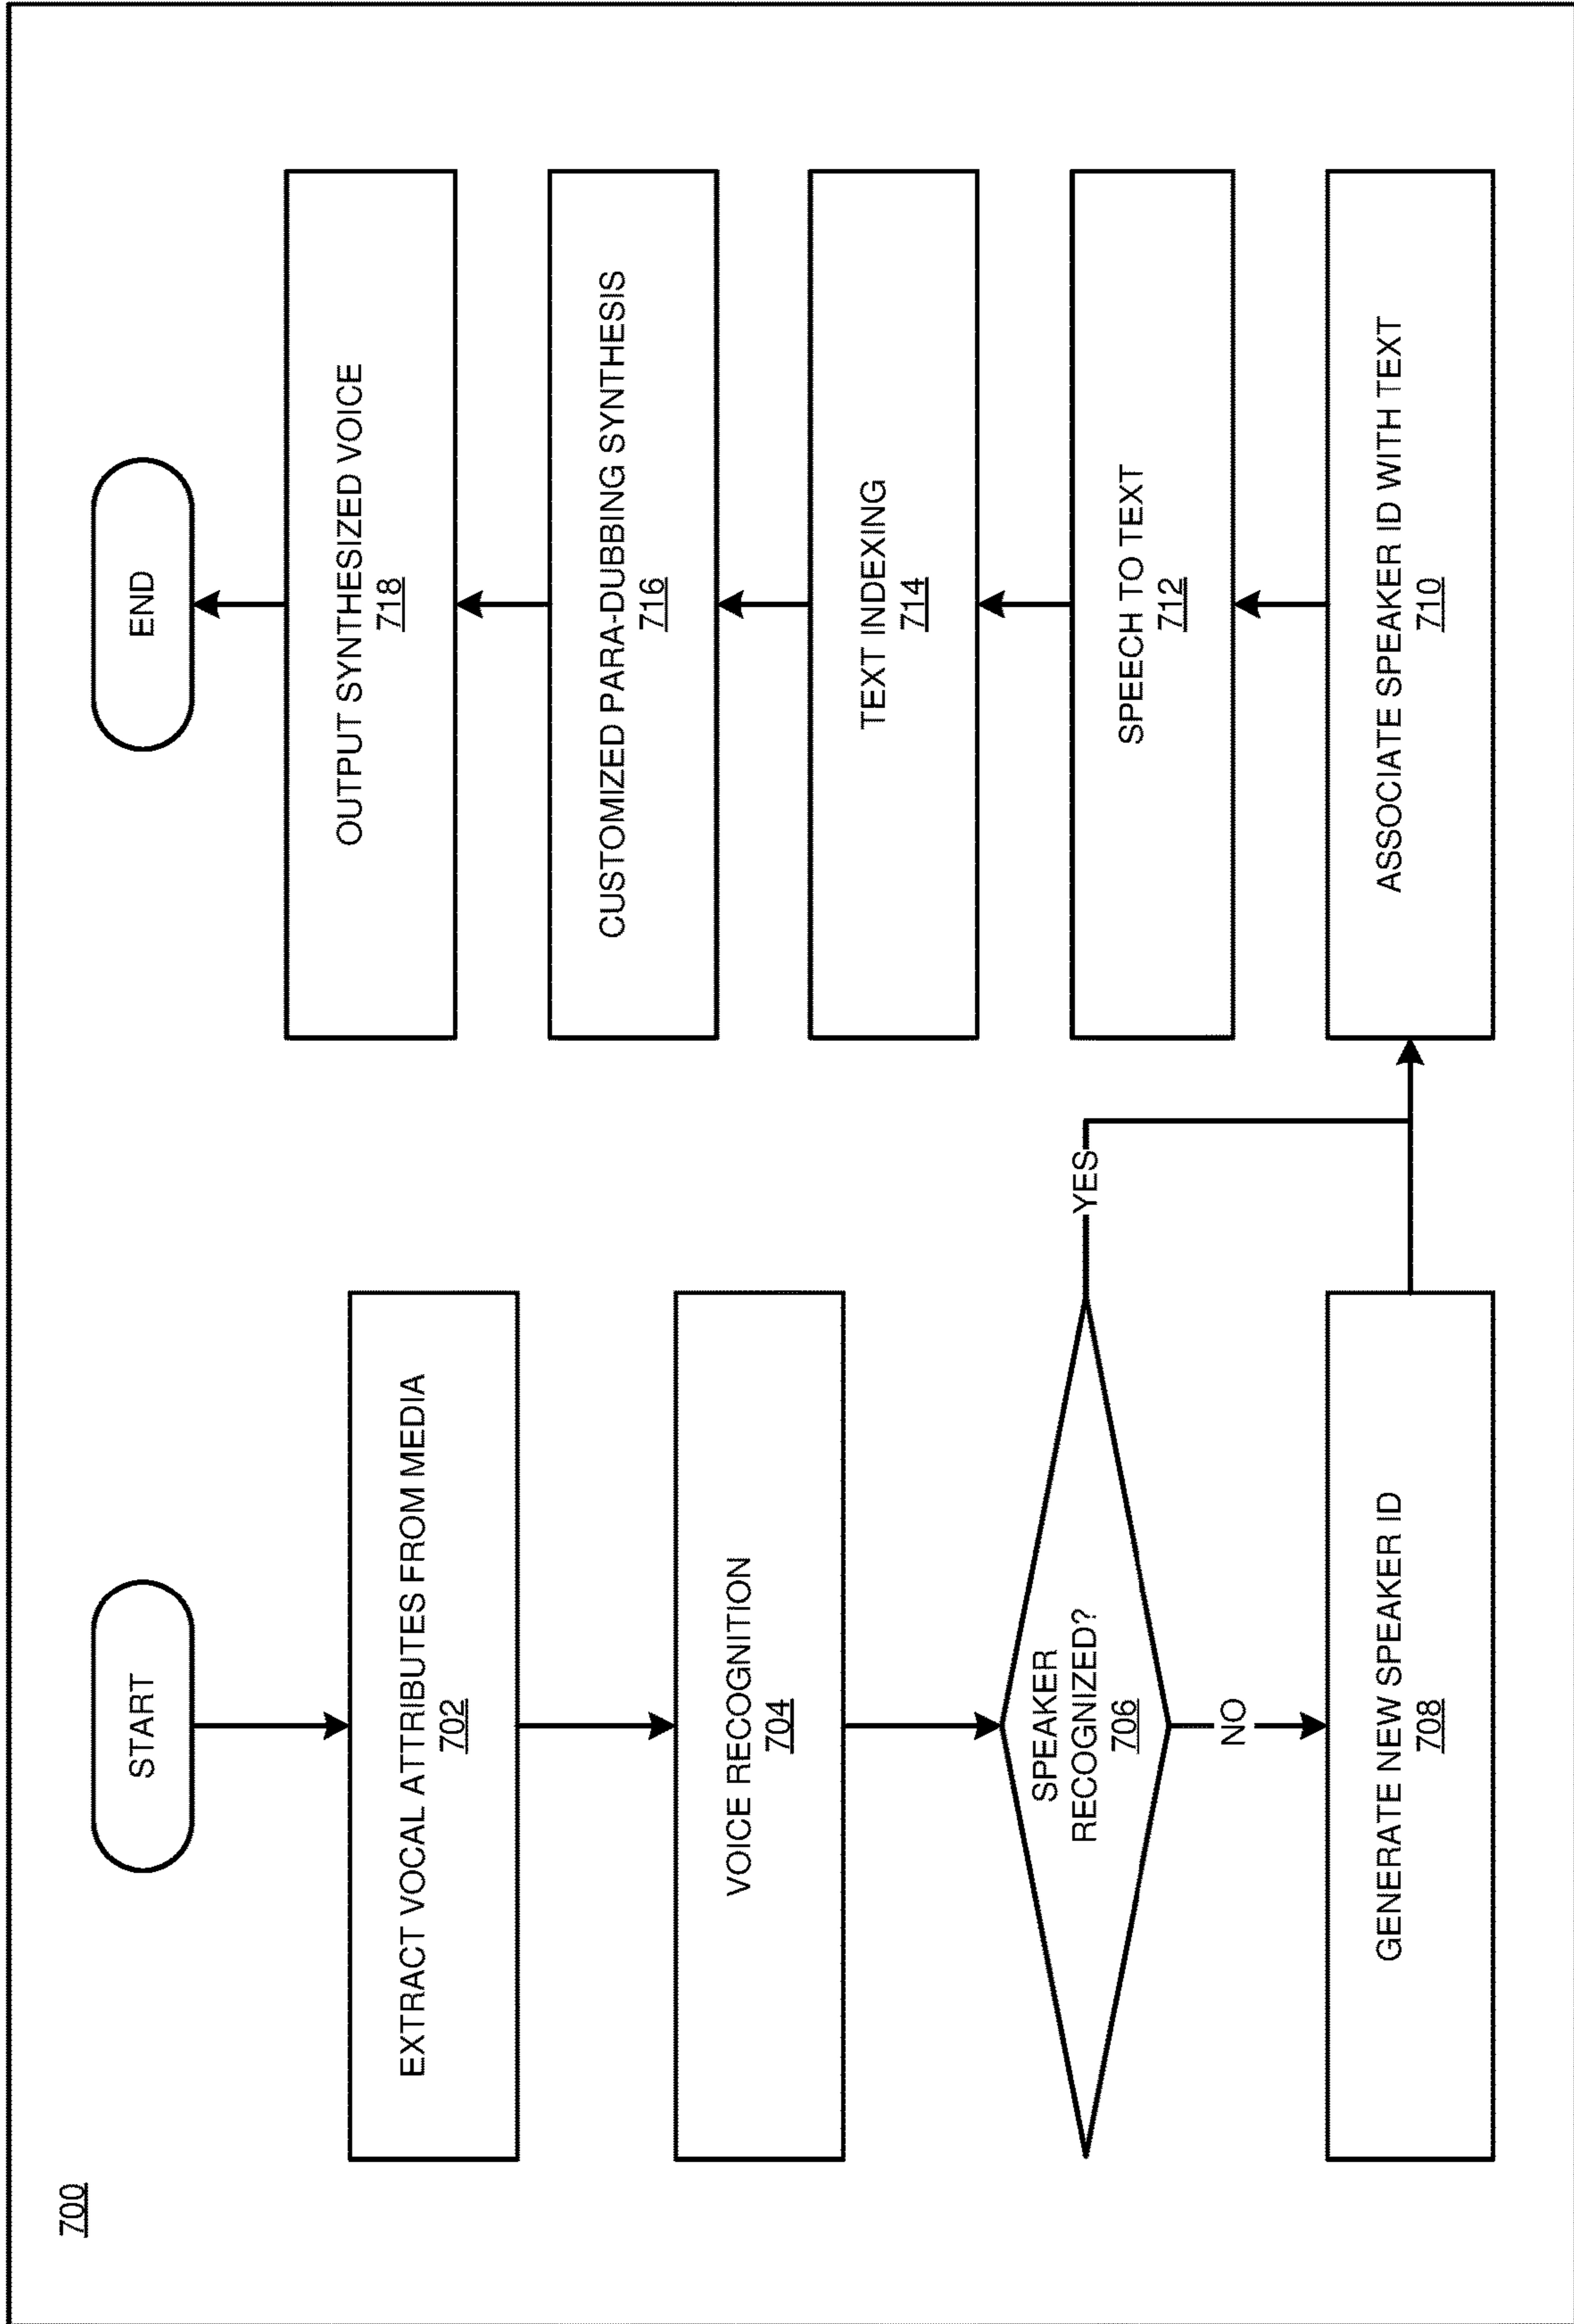 700
START
EXTRACT VOCAL ATTRIBUTES FROM MEDIA
702
VOICE RECOGNITION
704
SPEAKER
RECOGNIZED?
706
NO
YES
GENERATE NEW SPEAKER ID
708
ASSOCIATE SPEAKER ID WITH TEXT
710
SPEECH TO TEXT
712
TEXT INDEXING
714
CUSTOMIZED PARA-DUBBING SYNTHESIS
716
OUTPUT SYNTHESIZED VOICE
718
END